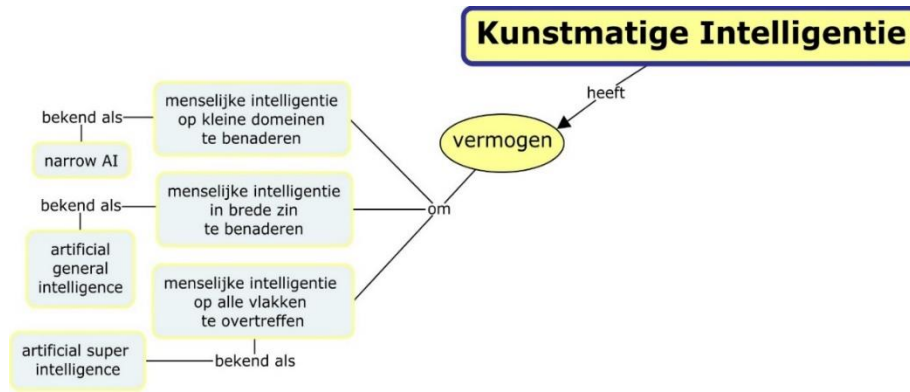 Kunstmatige Intelligentie
heeft
vermogen
om
menselijke intelligentie
op kleine domeinen
te benaderen
bekend als
narrow AI
menselijke intelligentie
in brede zin
te benaderen
bekend als
artificial
general
intelligence
menselijke intelligentie
op alle vlakken
te overtreffen
bekend als
artificial super
intelligence